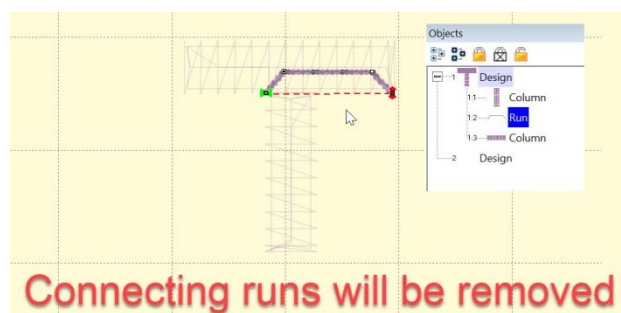 Objects
1 Design
1:1 Column
1:2 Run
1:3 Column
2 Design
Connecting runs will be removed